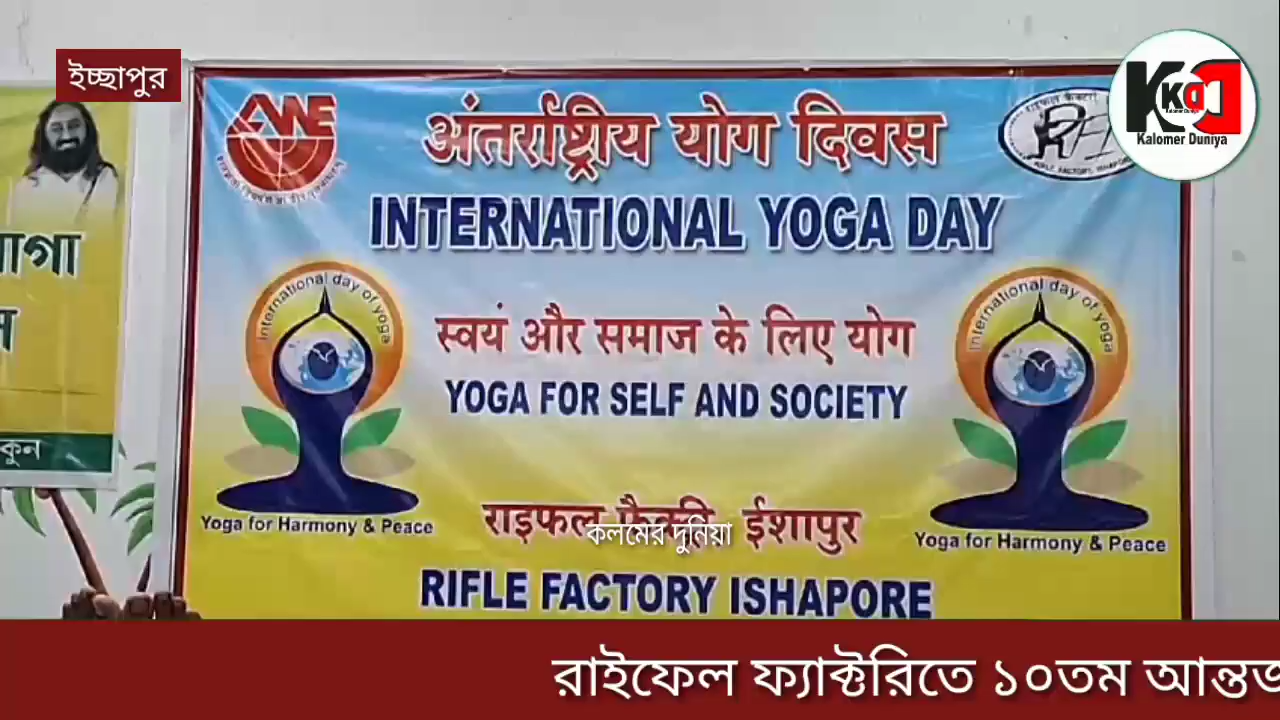 ইচ্ছাপুর
Kalomer Duniya
AWE
अंतर्राष्ट्रीय योग दिवस
INTERNATIONAL YOGA DAY
International day of yoga
International day of yoga
स्वयं और समाज के लिए योग
YOGA FOR SELF AND SOCIETY
Yoga for Harmony & Peace
Yoga for Harmony & Peace
राइफल फैक्टरी ईशापुर
কলমের দুনিয়া
RIFLE FACTORY ISHAPORE
রাইফেল ফ্যাক্টরিতে ১০তম